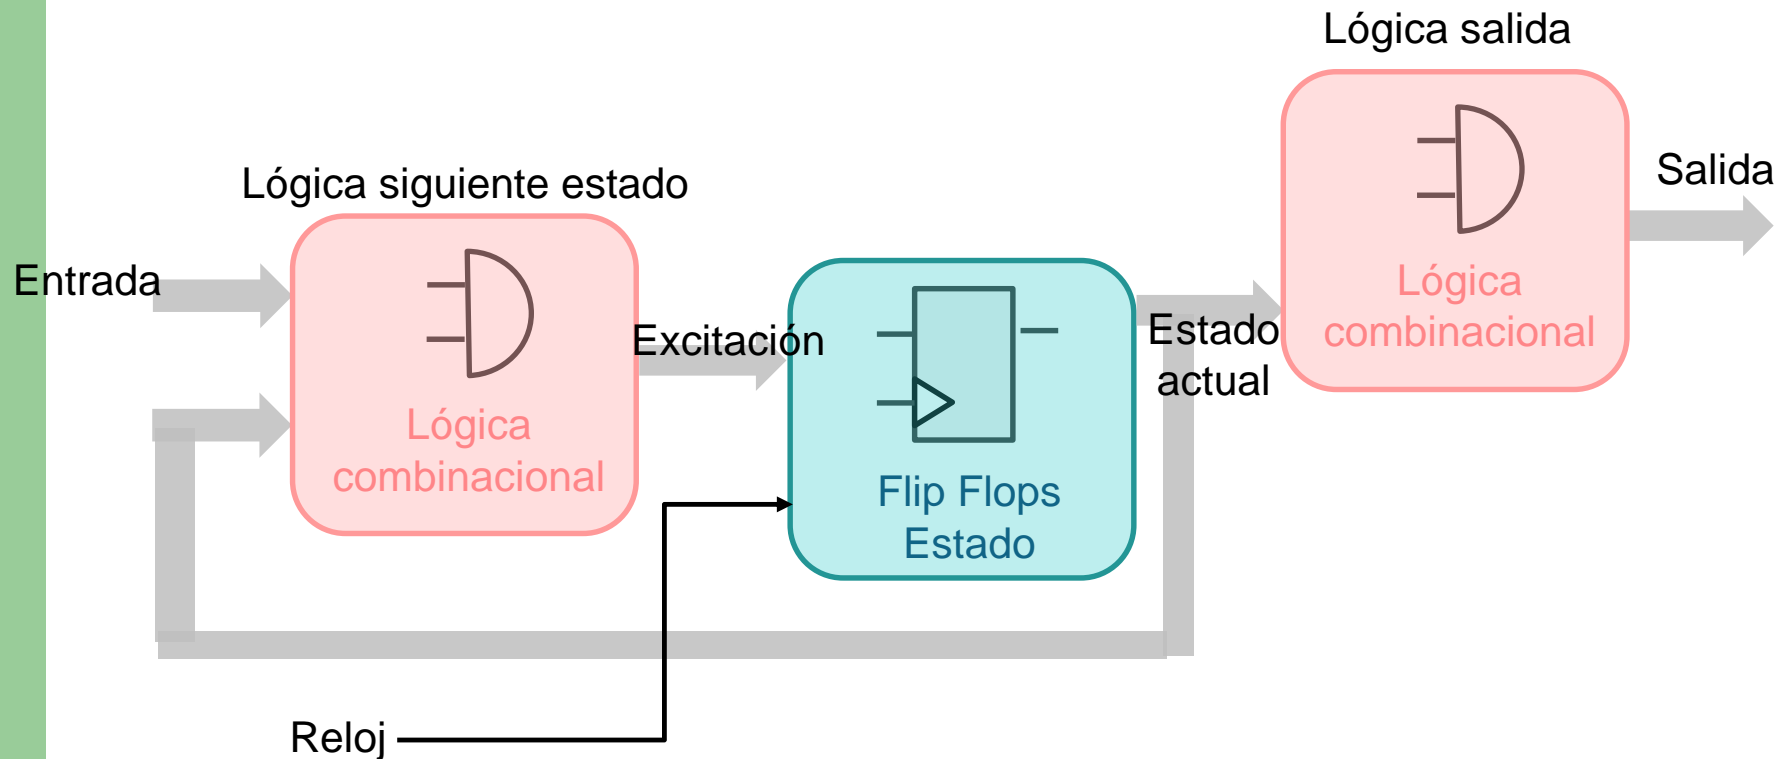 Lógica salida
Salida
Lógica
combinacional
Lógica siguiente estado
Entrada
Lógica
combinacional
Excitación
Flip Flops
Estado
Estado
actual
Reloj